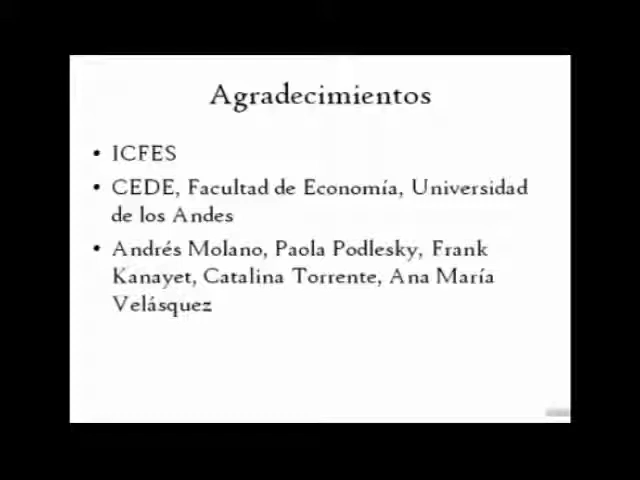 Agradecimientos
• ICFES
• CEDE, Facultad de Economía, Universidad
de los Andes
• Andrés Molano, Paola Podlesky, Frank
Kanayet, Catalina Torrente, Ana María
Velásquez